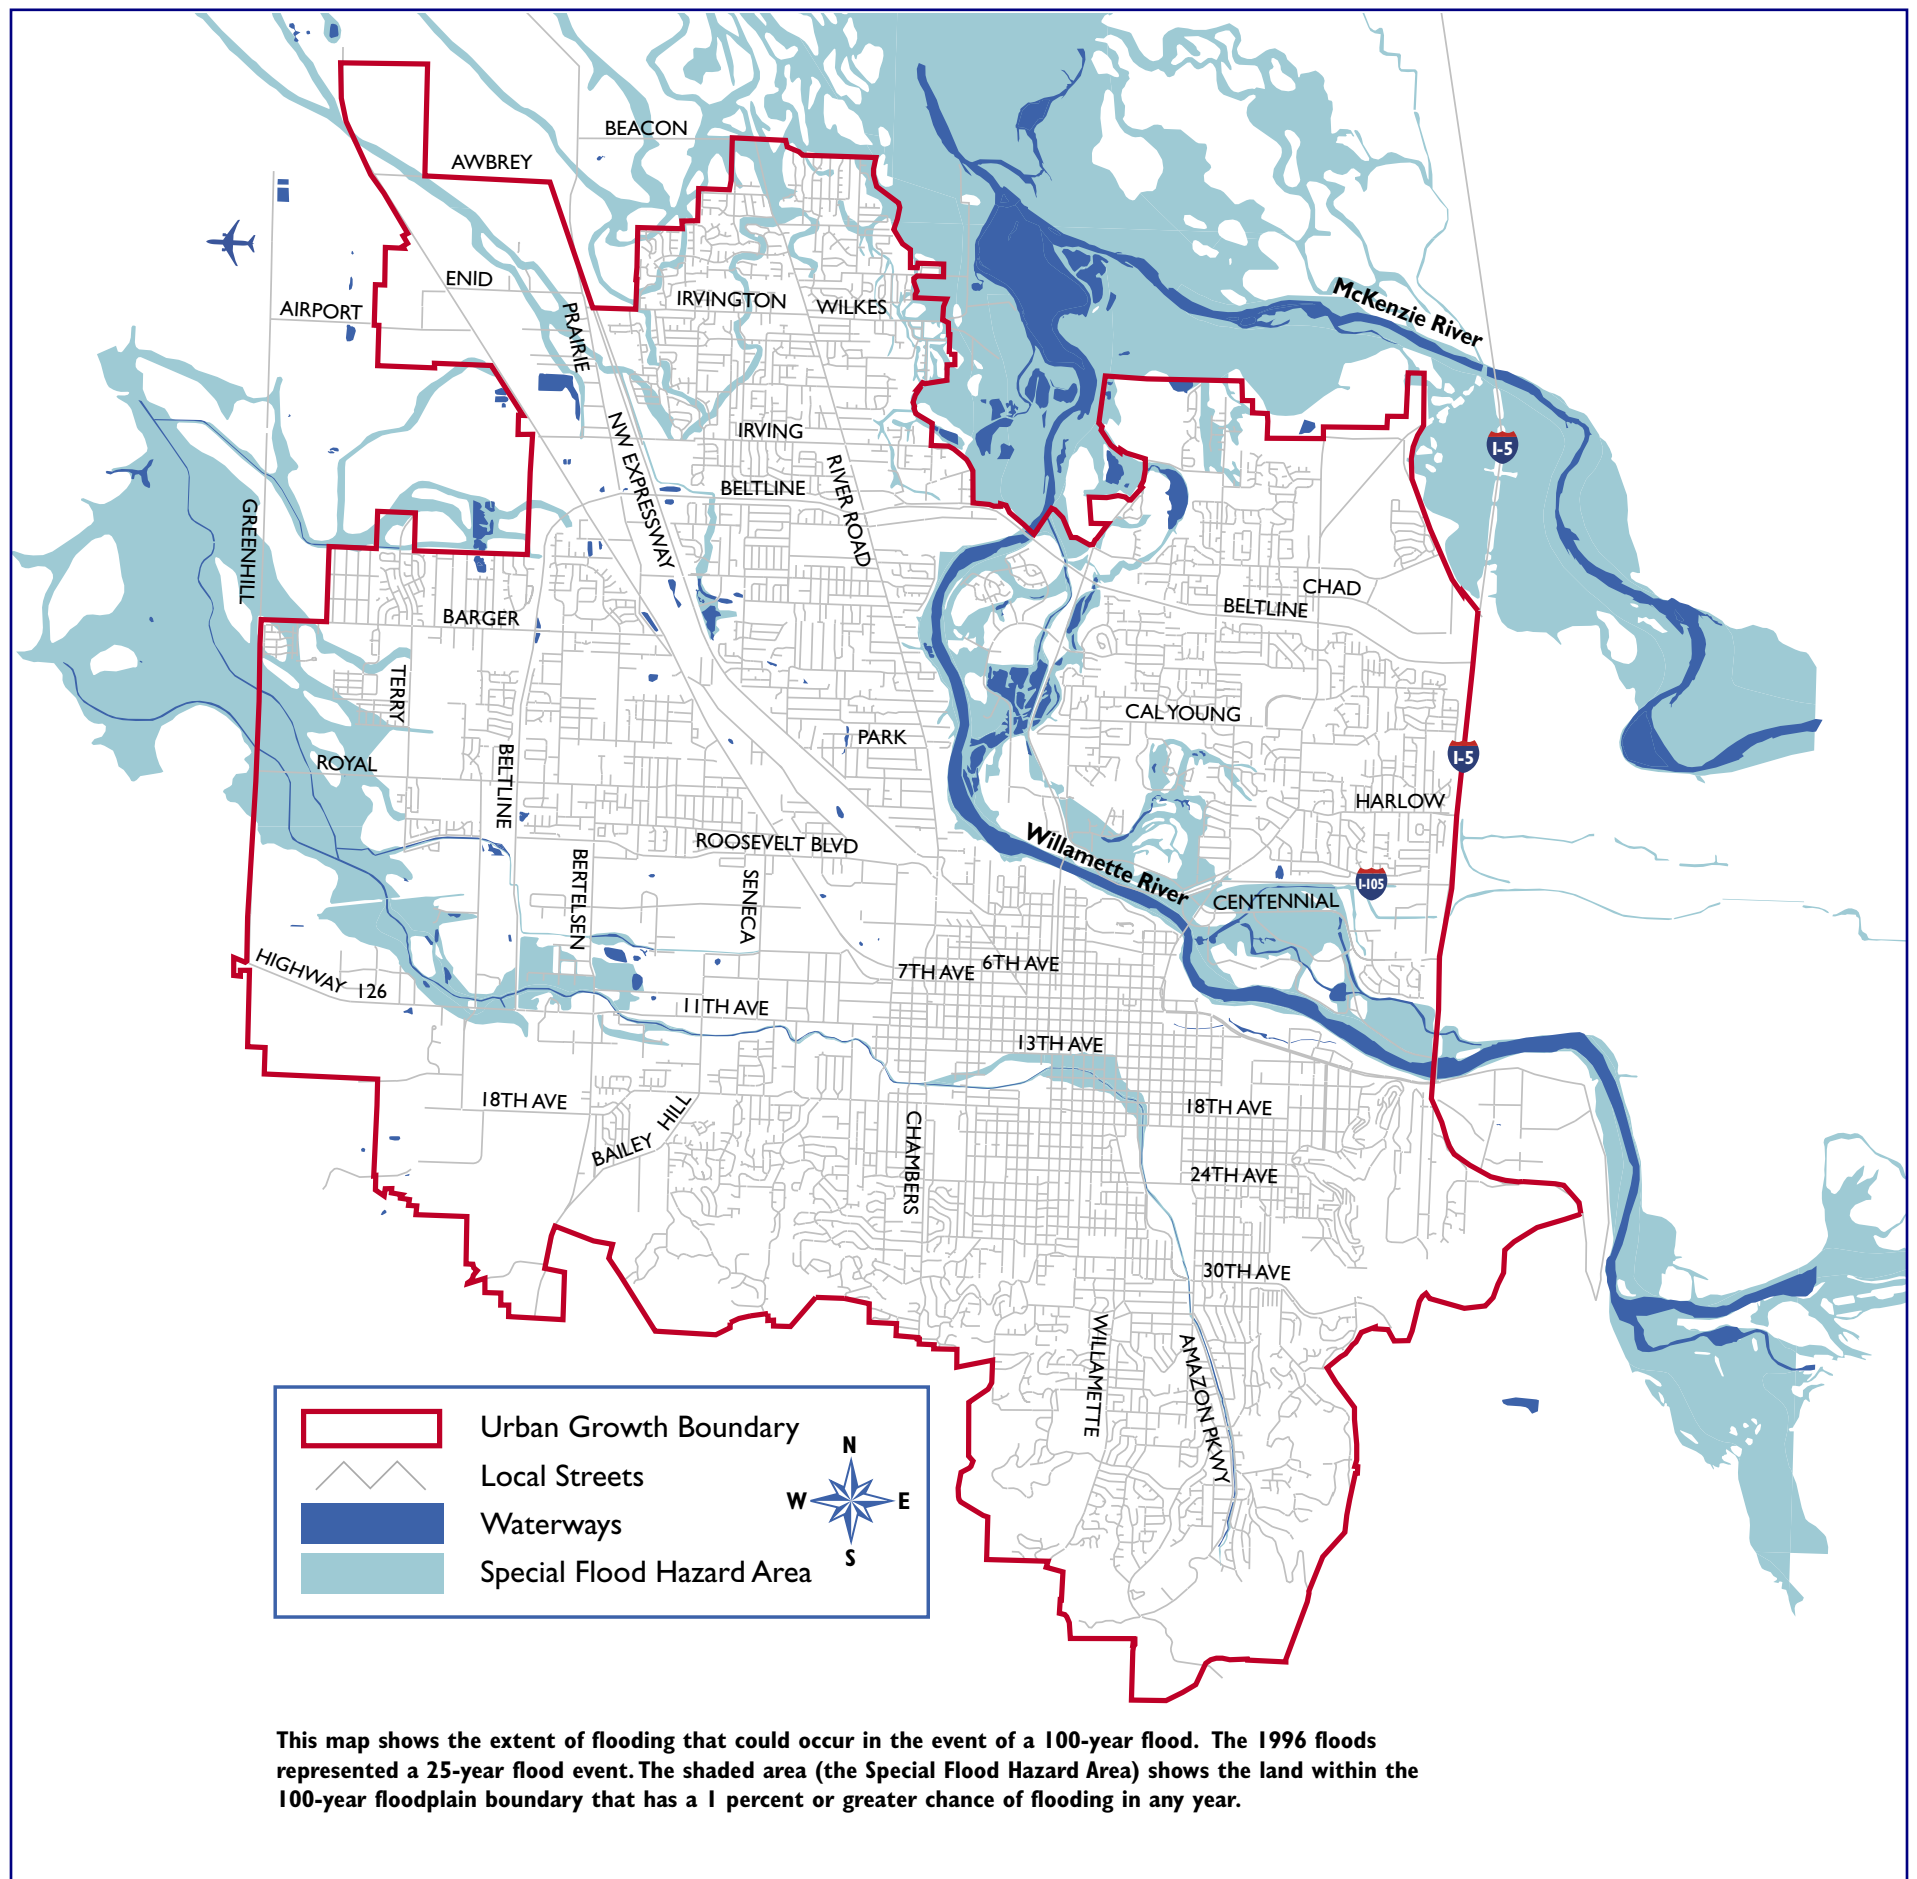 BEACON
AWBREY
ENID
AIRPORT
PRAIRIE
IRVINGTON
WILKES
McKenzie River
NW EXPRESSWAY
IRVING
RIVER ROAD
I-5
BELTLINE
GREENHILL
CHAD
BELTLINE
BARGER
TERRY
CAL YOUNG
PARK
I-5
ROYAL
BELTLINE
HARLOW
ROOSEVELT BLVD
Willamette River
BERTELSEN
SENECA
I-105
CENTENNIAL
HIGHWAY 126
7TH AVE
6TH AVE
11TH AVE
13TH AVE
18TH AVE
BAILEY HILL
CHAMBERS
18TH AVE
24TH AVE
30TH AVE
WILLAMETTE
AMAZON PKWY
Urban Growth Boundary
Local Streets
Waterways
Special Flood Hazard Area
N
W
E
S
This map shows the extent of flooding that could occur in the event of a 100-year flood. The 1996 floods
represented a 25-year flood event. The shaded area (the Special Flood Hazard Area) shows the land within the
100-year floodplain boundary that has a 1 percent or greater chance of flooding in any year.